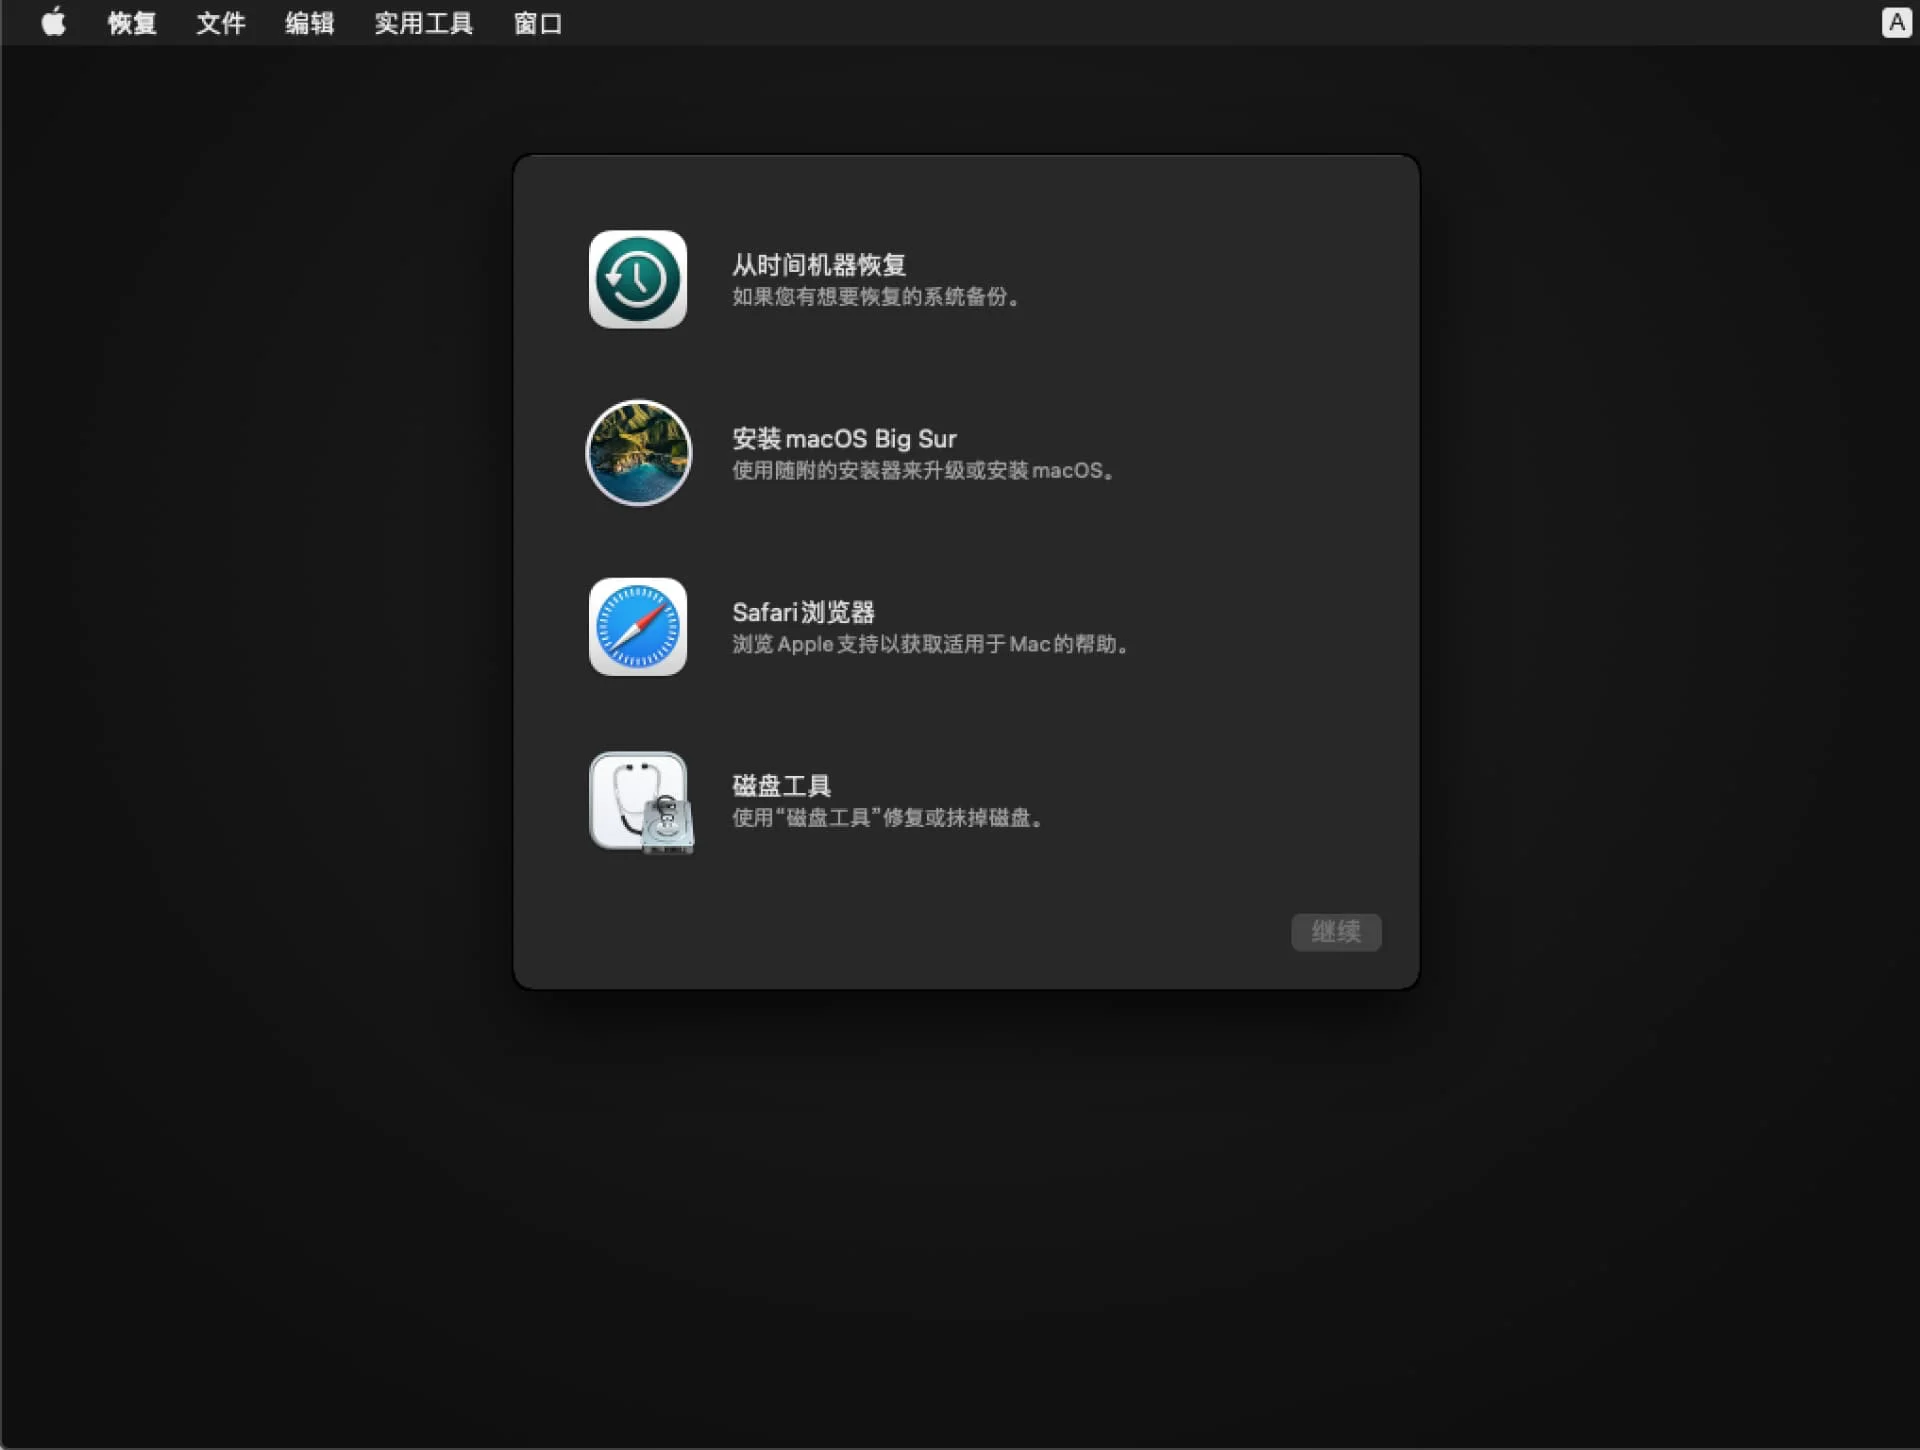 恢复 文件 编辑 实用工具 窗口 A
从时间机器恢复
如果您有想要恢复的系统备份。
安装 macOS Big Sur
使用随附的安装器来升级或安装 macOS。
Safari浏览器
浏览 Apple 支持以获取适用于 Mac 的帮助。
磁盘工具
使用“磁盘工具”修复或抹掉磁盘。
继续